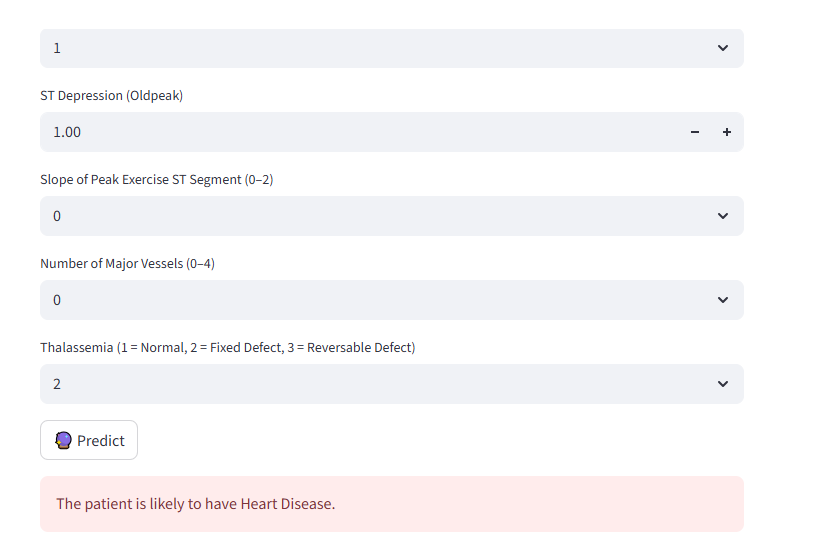 1
ST Depression (Oldpeak)
1.00
Slope of Peak Exercise ST Segment (0–2)
0
Number of Major Vessels (0–4)
0
Thalassemia (1 = Normal, 2 = Fixed Defect, 3 = Reversable Defect)
2
Predict
The patient is likely to have Heart Disease.